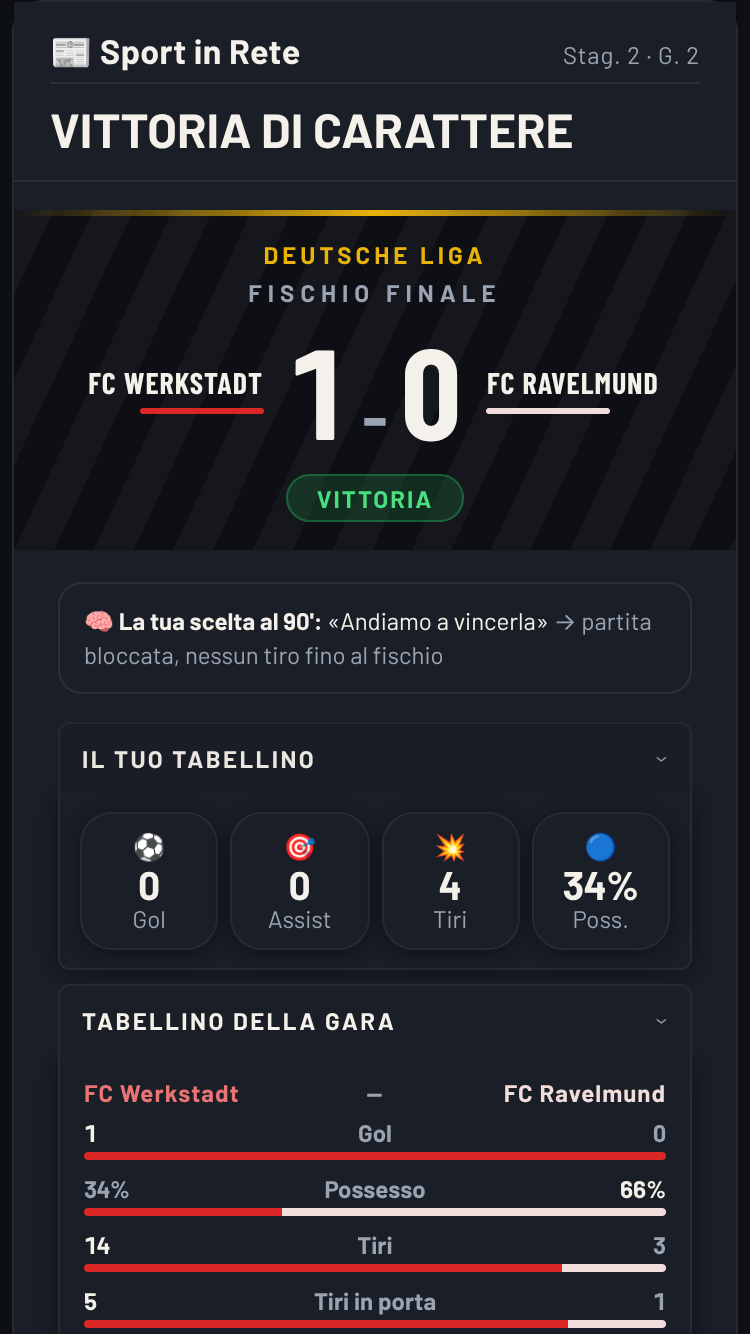 Sport in Rete
Stag. 2 · G. 2
VITTORIA DI CARATTERE
DEUTSCHE LIGA
FISCHIO FINALE
FC WERKSTADT 1 - 0 FC RAVELMUND
VITTORIA
🧠 La tua scelta al 90': «Andiamo a vincerla» → partita
bloccata, nessun tiro fino al fischio
IL TUO TABELLINO
0 0 4 34%
Gol Assist Tiri Poss.
TABELLINO DELLA GARA
FC Werkstadt – FC Ravelmund
1 Gol 0
34% Possesso 66%
14 Tiri 3
5 Tiri in porta 1